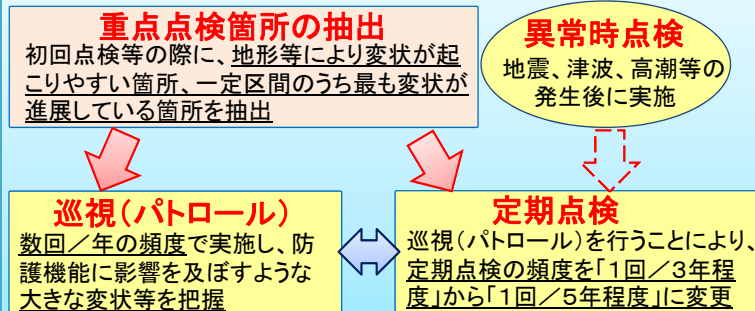 重点点検箇所の抽出
初回点検等の際に、地形等により変状が起
こりやすい箇所、一定区間のうち最も変状が
進展している箇所を抽出
異常時点検
地震、津波、高潮等の
発生後に実施
巡視(パトロール)
数回／年の頻度で実施し、防
護機能に影響を及ぼすような
大きな変状等を把握
定期点検
巡視(パトロール)を行うことにより、
定期点検の頻度を「１回／３年程
度」から「１回／５年程度」に変更